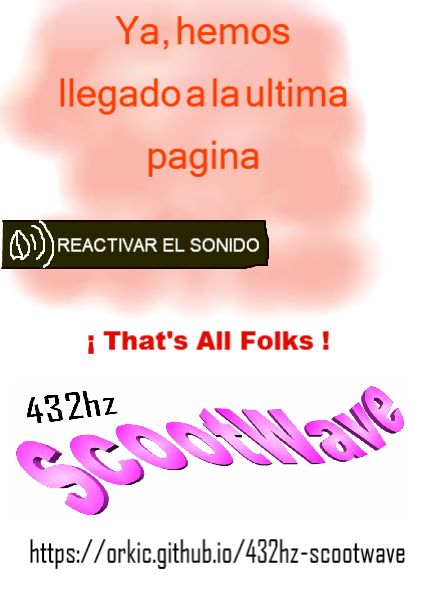 Ya, hemos
llegado a la ultima
pagina
REACTIVAR EL SONIDO
¡ That's All Folks !
432hz
ScootWave
https://orkic.github.io/432hz-scootwave